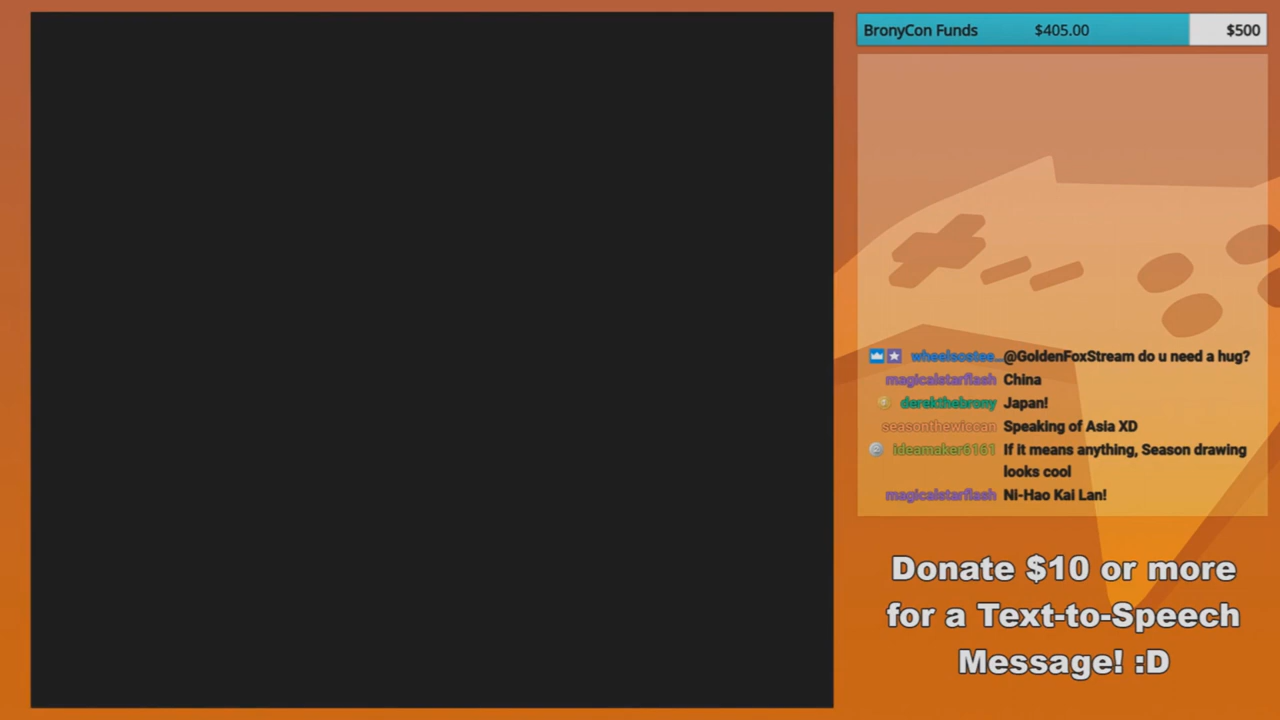 BronyCon Funds $405.00 $500
wheelsostee... @GoldenFoxStream do u need a hug?
magicalstarflash China
derekthebrony Japan!
seasonthewiccan Speaking of Asia XD
ideamaker6161 If it means anything, Season drawing
looks cool
magicalstarflash Ni-Hao Kai Lan!
Donate $10 or more
for a Text-to-Speech
Message! :D